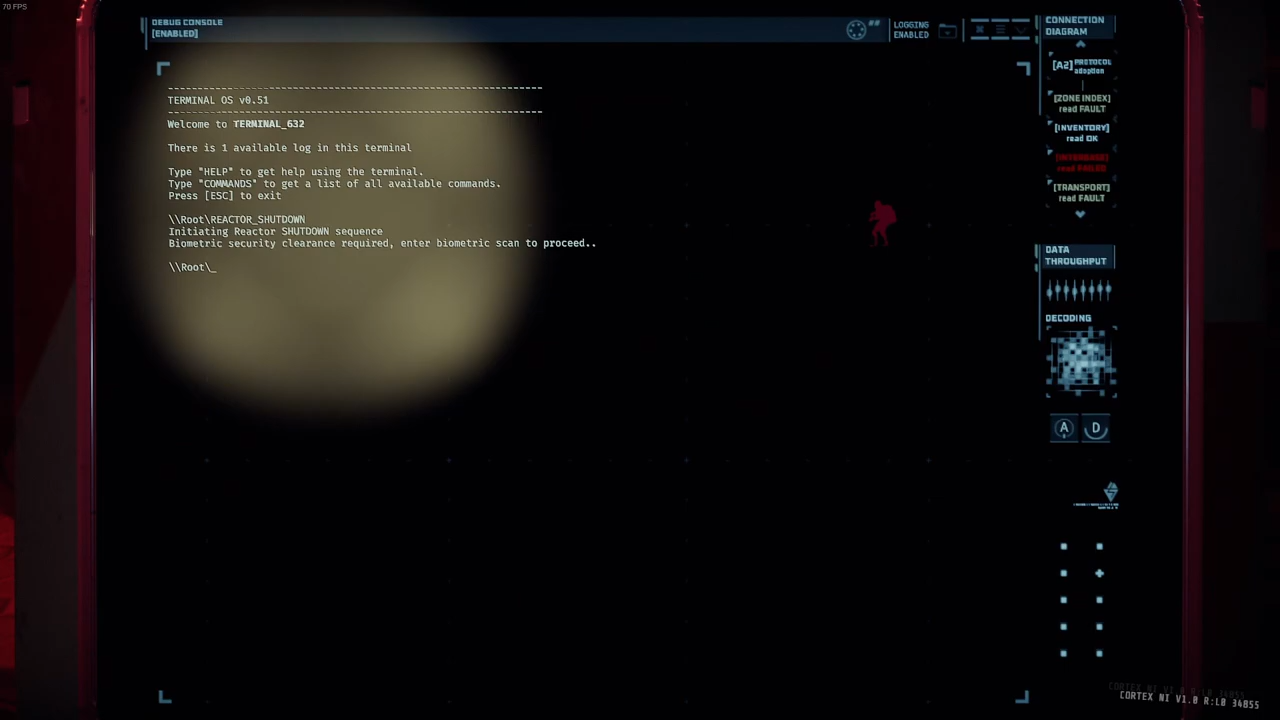 70 FPS
DEBUG CONSOLE
[ENABLED]
LOGGING
ENABLED
CONNECTION
DIAGRAM
[A2] PROTOCOL
adoption
[ZONE INDEX]
read FAULT
[INVENTORY]
read OK
read FAILED
[TRANSPORT]
read FAULT
DATA
THROUGHPUT
DECODING
A D
------------------------------------------------------------
TERMINAL OS v0.51
------------------------------------------------------------
Welcome to TERMINAL_632
There is 1 available log in this terminal
Type "HELP" to get help using the terminal.
Type "COMMANDS" to get a list of all available commands.
Press [ESC] to exit
\\Root\REACTOR_SHUTDOWN
Initiating Reactor SHUTDOWN sequence
Biometric security clearance required, enter biometric scan to proceed..
\\Root\_
CORTEX NI V1.0 R:L0 34855